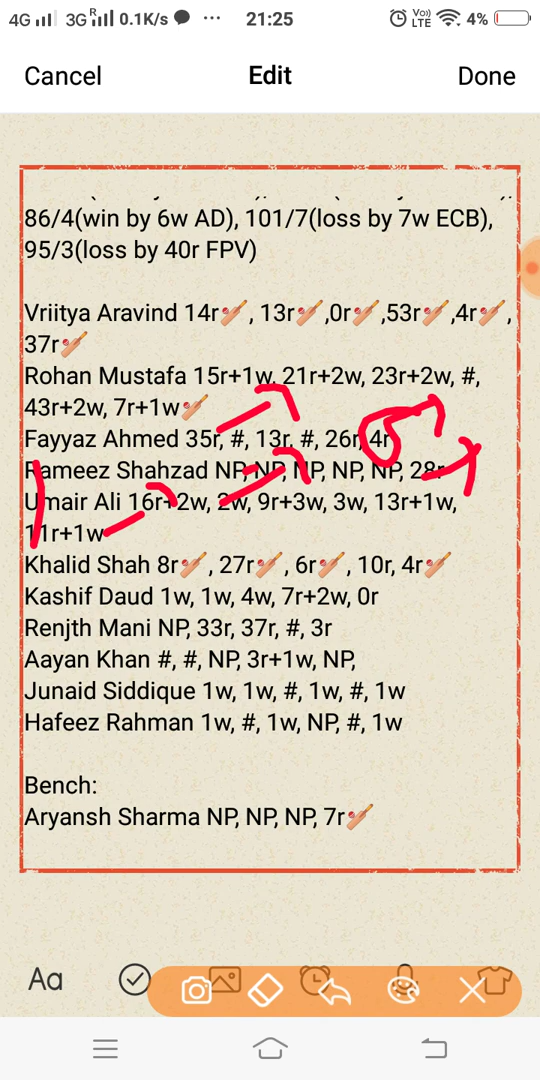 4G 3G R 0.1K/s ... 21:25 Vo)) LTE 4%
Cancel Edit Done
86/4(win by 6w AD), 101/7(loss by 7w ECB),
95/3(loss by 40r FPV)
Vriitya Aravind 14r🏏, 13r🏏,0r🏏,53r🏏,4r🏏,
37r🏏
Rohan Mustafa 15r+1w, 21r+2w, 23r+2w, #,
43r+2w, 7r+1w🏏
Fayyaz Ahmed 35r, #, 13r, #, 26r, 4r
Rameez Shahzad NP, NP, NP, NP, NP, 28r
Umair Ali 16r+2w, 2w, 9r+3w, 3w, 13r+1w,
11r+1w
Khalid Shah 8r🏏, 27r🏏, 6r🏏, 10r, 4r🏏
Kashif Daud 1w, 1w, 4w, 7r+2w, 0r
Renjth Mani NP, 33r, 37r, #, 3r
Aayan Khan #, #, NP, 3r+1w, NP,
Junaid Siddique 1w, 1w, #, 1w, #, 1w
Hafeez Rahman 1w, #, 1w, NP, #, 1w
Bench:
Aryansh Sharma NP, NP, NP, 7r🏏
Aa